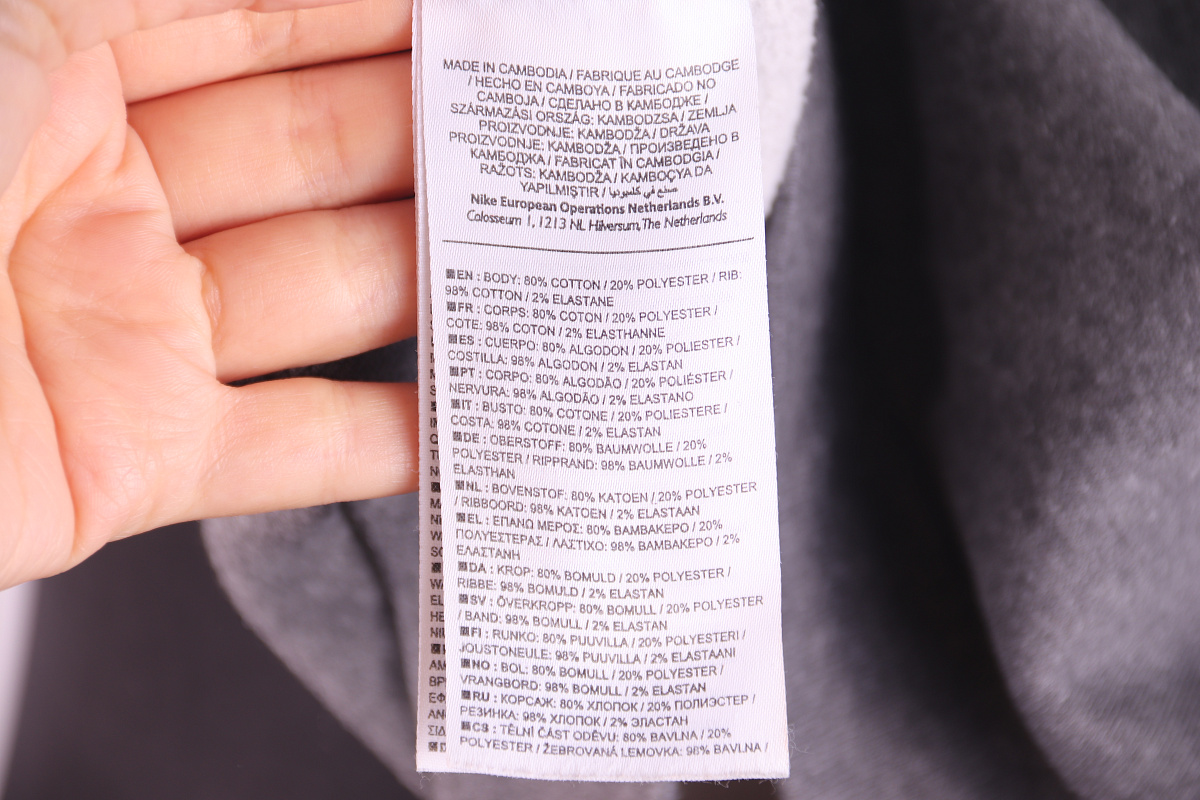 MADE IN CAMBODIA / FABRIQUE AU CAMBODGE
/ HECHO EN CAMBOYA / FABRICADO NO
CAMBOJA / СДЕЛАНО В КАМБОДЖЕ /
SZÁRMAZÁSI ORSZÁG: KAMBODZSA / ZEMLJA
PROIZVODNJE: KAMBODŽA / DRŽAVA
PROIZVODNJE: KAMBODŽA / ПРОИЗВЕДЕНО В
КАМБОДЖА / FABRICAT ÎN CAMBODGIA /
RAŽOTS: KAMBODŽA / KAMBOÇYA DA
YAPILMIŞTIR / صنع في كمبوديا
Nike European Operations Netherlands B.V.
Colosseum 1, 1213 NL Hilversum, The Netherlands
EN : BODY: 80% COTTON / 20% POLYESTER / RIB:
98% COTTON / 2% ELASTANE
FR : CORPS: 80% COTON / 20% POLYESTER /
COTE: 98% COTON / 2% ELASTHANNE
ES : CUERPO: 80% ALGODON / 20% POLIESTER /
COSTILLA: 98% ALGODON / 2% ELASTAN
PT : CORPO: 80% ALGODÃO / 20% POLIÉSTER /
NERVURA: 98% ALGODÃO / 2% ELASTANO
IT : BUSTO: 80% COTONE / 20% POLIESTERE /
COSTA: 98% COTONE / 2% ELASTAN
DE : OBERSTOFF: 80% BAUMWOLLE / 20%
POLYESTER / RIPPRAND: 98% BAUMWOLLE / 2%
ELASTHAN
NL : BOVENSTOF: 80% KATOEN / 20% POLYESTER
/ RIBBOORD: 98% KATOEN / 2% ELASTAAN
EL : ΕΠΑΝΩ ΜΕΡΟΣ: 80% ΒΑΜΒΑΚΕΡΟ / 20%
ΠΟΛΥΕΣΤΕΡΑΣ / ΛΑΣΤΙΧΟ: 98% ΒΑΜΒΑΚΕΡΟ / 2%
ΕΛΑΣΤΑΝΗ
DA : KROP: 80% BOMULD / 20% POLYESTER /
RIBBE: 98% BOMULD / 2% ELASTAN
SV : ÖVERKROPP: 80% BOMULL / 20% POLYESTER
/ BAND: 98% BOMULL / 2% ELASTAN
FI : RUNKO: 80% PUUVILLA / 20% POLYESTERI /
JOUSTONEULE: 98% PUUVILLA / 2% ELASTAANI
NO : BOL: 80% BOMULL / 20% POLYESTER /
VRANGBORD: 98% BOMULL / 2% ELASTAN
RU : КОРСАЖ: 80% ХЛОПОК / 20% ПОЛИЭСТЕР /
РЕЗИНКА: 98% ХЛОПОК / 2% ЭЛАСТАН
CS : TĚLNÍ ČÁST ODĚVU: 80% BAVLNA / 20%
POLYESTER / ŽEBROVANÁ LEMOVKA: 98% BAVLNA /